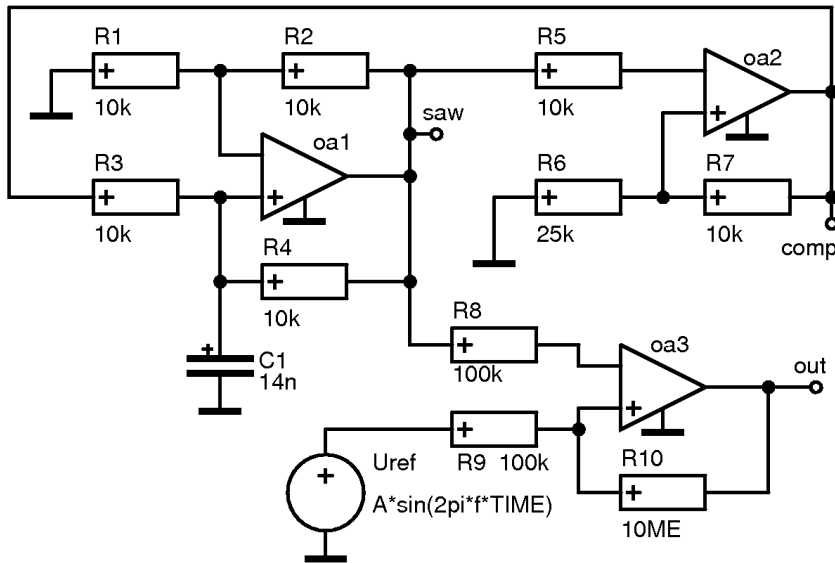 R1
10k
R2
10k
R5
10k
oa2
saw
oa1
R3
10k
R6
25k
R7
10k
comp
R4
10k
C1
14n
R8
100k
oa3
out
Uref
A*sin(2pi*f*TIME)
R9 100k
R10
10ME